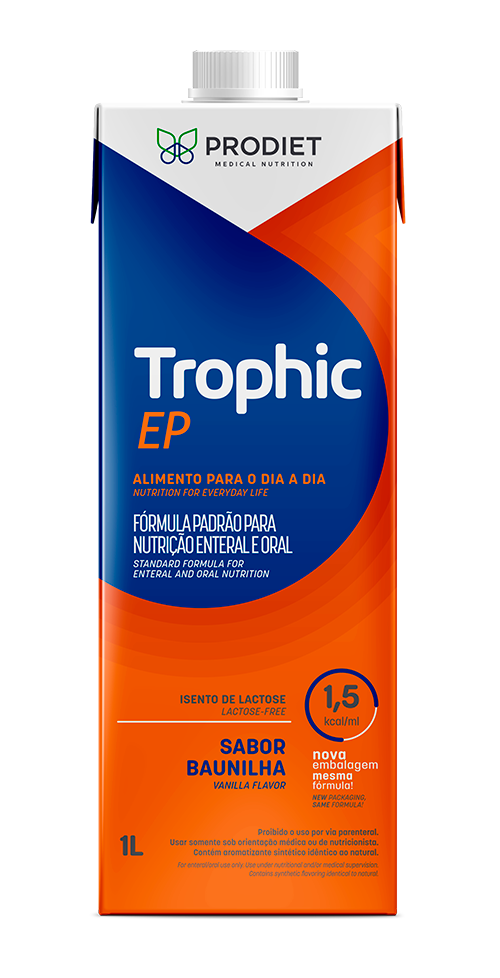 PRODIET
MEDICAL NUTRITION
Trophic
EP
ALIMENTO PARA O DIA A DIA
NUTRITION FOR EVERYDAY LIFE
FÓRMULA PADRÃO PARA
NUTRIÇÃO ENTERAL E ORAL
STANDARD FORMULA FOR
ENTERAL AND ORAL NUTRITION
ISENTO DE LACTOSE
LACTOSE-FREE
1,5
kcal/ml
SABOR
BAUNILHA
VANILLA FLAVOR
nova
embalagem
mesma
fórmula!
NEW PACKAGING,
SAME FORMULA!
1L
Proibido o uso por via parenteral.
Usar somente sob orientação médica ou de nutricionista.
Contém aromatizante sintético idêntico ao natural.
For enteral/oral use only. Use under nutritional and/or medical supervision.
Contains synthetic flavoring identical to natural.